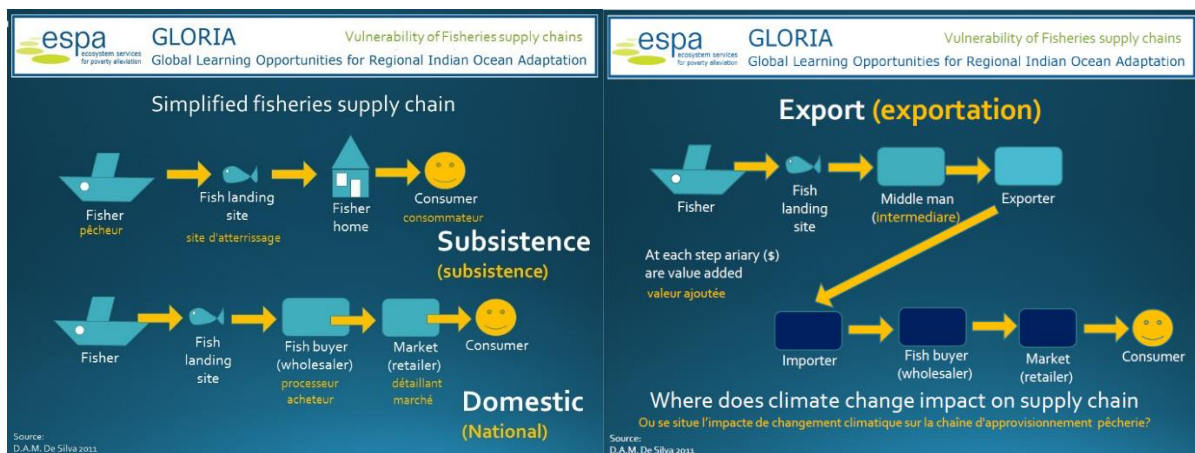 espa
ecosystem services
for poverty alleviation
GLORIA
Vulnerability of Fisheries supply chains
Global Learning Opportunities for Regional Indian Ocean Adaptation
Simplified fisheries supply chain
Fisher
pêcheur
Fish landing
site
site d'atterrissage
Fisher
home
Consumer
consommateur
Subsistence
(subsistence)
Fisher
Fish
landing
site
Fish buyer
(wholesaler)
processeur
acheteur
Market
(retailer)
détaillant
marché
Consumer
Domestic
(National)
Source:
D.A.M. De Silva 2011
espa
ecosystem services
for poverty alleviation
GLORIA
Vulnerability of Fisheries supply chains
Global Learning Opportunities for Regional Indian Ocean Adaptation
Export (exportation)
Fisher
Fish
landing
site
Middle man
(intermediare)
Exporter
At each step ariary ($)
are value added
valeur ajoutée
Importer
Fish buyer
(wholesaler)
Market
(retailer)
Consumer
Where does climate change impact on supply chain
Ou se situe l'impacte de changement climatique sur la chaîne d'approvisionnement pêcherie?
Source:
D.A.M. De Silva 2011